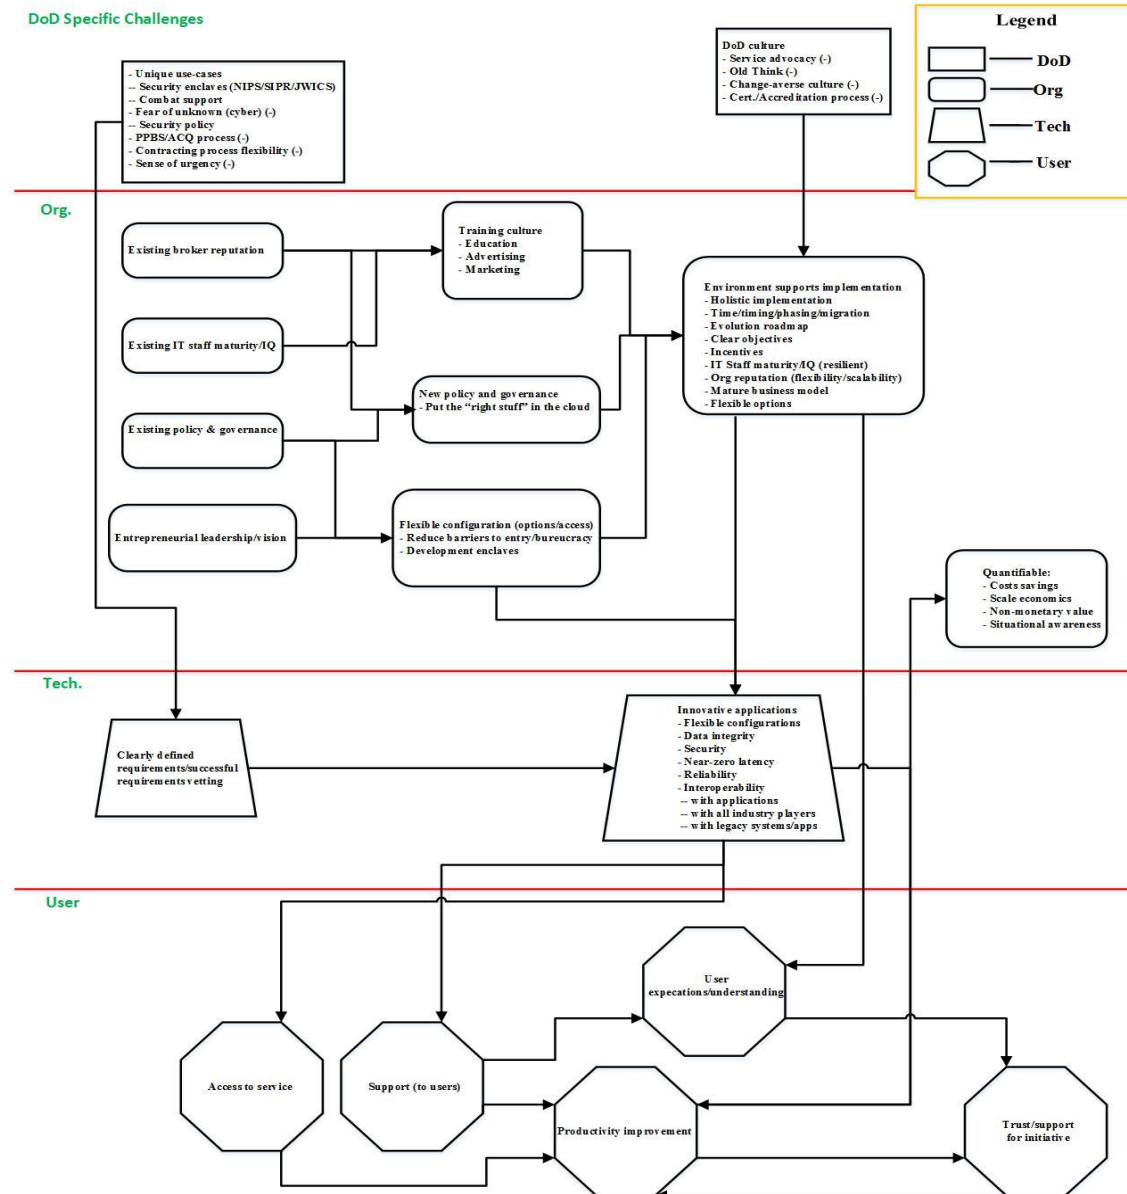 DoD Specific Challenges
- Unique use-cases
-- Security enclaves (NIPS/SIPR/JWICS)
-- Combat support
- Fear of unknown (cyber) (-)
-- Security policy
- PPBS/ACQ process (-)
- Contracting process flexibility (-)
- Sense of urgency (-)
DoD culture
- Service advocacy (-)
- Old Think (-)
- Change-averse culture (-)
- Cert./Accreditation process (-)
Legend
DoD
Org
Tech
User
Org.
Existing broker reputation
Existing IT staff maturity/IQ
Existing policy & governance
Entrepreneurial leadership/vision
Training culture
- Education
- Advertising
- Marketing
New policy and governance
- Put the “right stuff” in the cloud
Flexible configuration (options/access)
- Reduce barriers to entry/bureucracy
- Development enclaves
Environment supports implementation
- Holistic implementation
- Time/timing/phasing/migration
- Evolution roadmap
- Clear objectives
- Incentives
- IT Staff maturity/IQ (resilient)
- Org reputation (flexibility/scalability)
- Mature business model
- Flexible options
Quantifiable:
- Costs savings
- Scale economics
- Non-monetary value
- Situational awareness
Tech.
Clearly defined
requirements/successful
requirements vetting
Innovative applications
- Flexible configurations
- Data integrity
- Security
- Near-zero latency
- Reliability
- Interoperability
-- with applications
-- with all industry players
-- with legacy systems/apps
User
User
expecations/understanding
Access to service
Support (to users)
Productivity improvement
Trust/support
for initiative